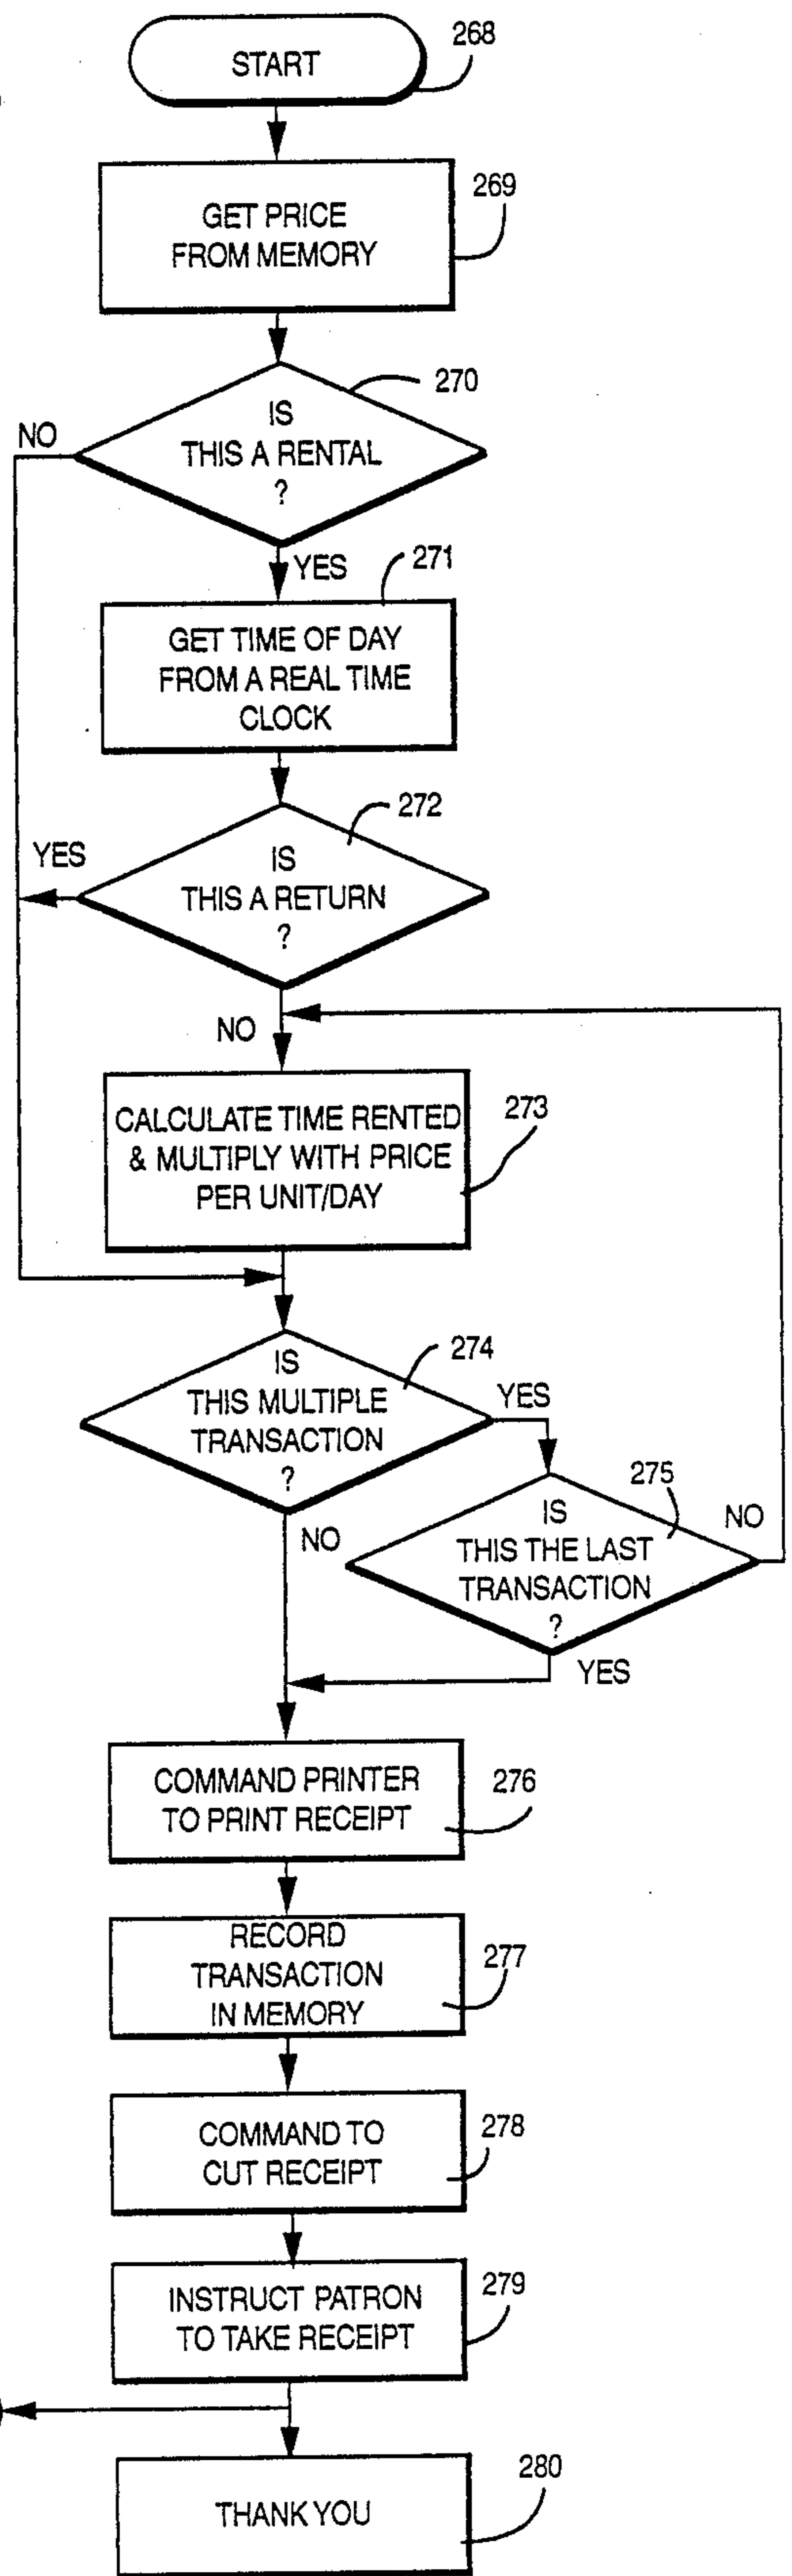 START
268
GET PRICE
FROM MEMORY
269
270
IS
THIS A RENTAL
?
NO
YES
271
GET TIME OF DAY
FROM A REAL TIME
CLOCK
272
IS
THIS A RETURN
?
YES
NO
CALCULATE TIME RENTED
& MULTIPLY WITH PRICE
PER UNIT/DAY
273
IS
THIS MULTIPLE
TRANSACTION
?
274
YES
NO
275
IS
THIS THE LAST
TRANSACTION
?
NO
YES
COMMAND PRINTER
TO PRINT RECEIPT
276
RECORD
TRANSACTION
IN MEMORY
277
COMMAND TO
CUT RECEIPT
278
INSTRUCT PATRON
TO TAKE RECEIPT
279
THANK YOU
280